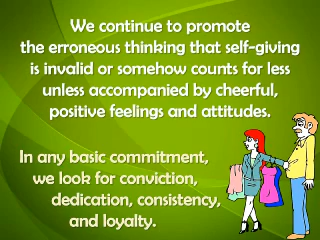 We continue to promote
the erroneous thinking that self-giving
is invalid or somehow counts for less
unless accompanied by cheerful,
positive feelings and attitudes.
In any basic commitment,
we look for conviction,
dedication, consistency,
and loyalty.